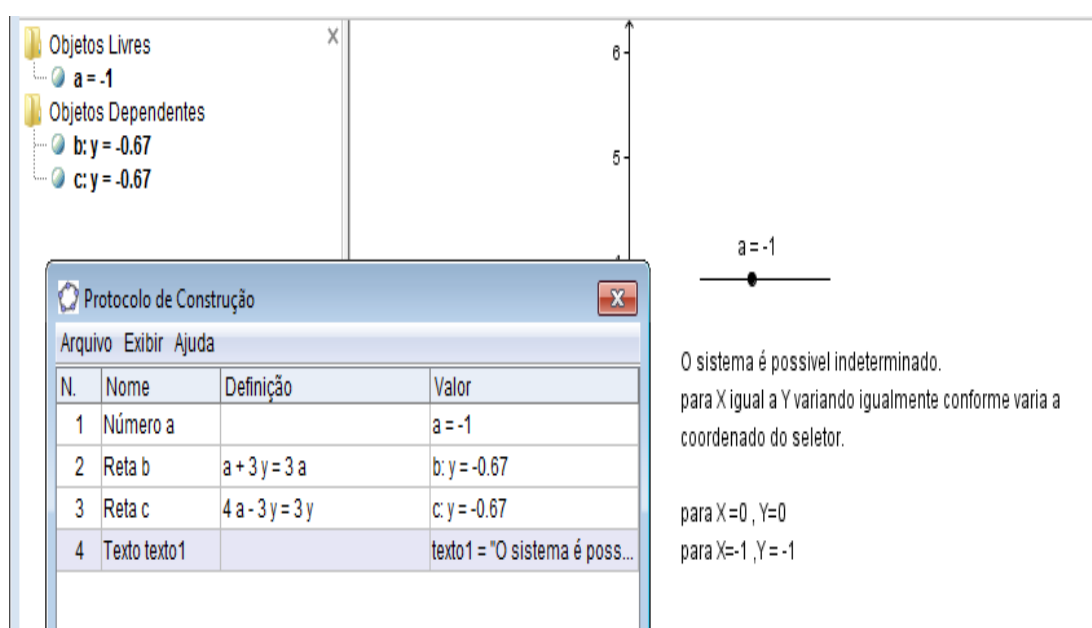 Objetos Livres
a = -1
Objetos Dependentes
b: y = -0.67
c: y = -0.67
6
5
4
a = -1
Protocolo de Construção
Arquivo Exibir Ajuda
N. Nome Definição Valor
1 Número a a = -1
2 Reta b a + 3 y = 3 a b: y = -0.67
3 Reta c 4 a - 3 y = 3 y c: y = -0.67
4 Texto texto1 texto1 = "O sistema é poss...
O sistema é possivel indeterminado.
para X igual a Y variando igualmente conforme varia a
coordenado do seletor.
para X =0 , Y=0
para X=-1 ,Y = -1